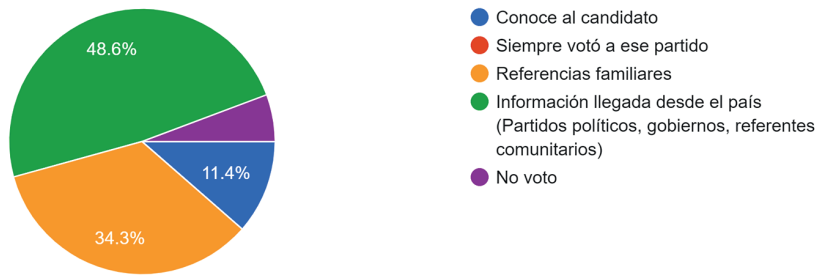 48.6%
11.4%
34.3%
Conoce al candidato
Siempre votó a ese partido
Referencias familiares
Información llegada desde el país
(Partidos políticos, gobiernos, referentes
comunitarios)
No voto